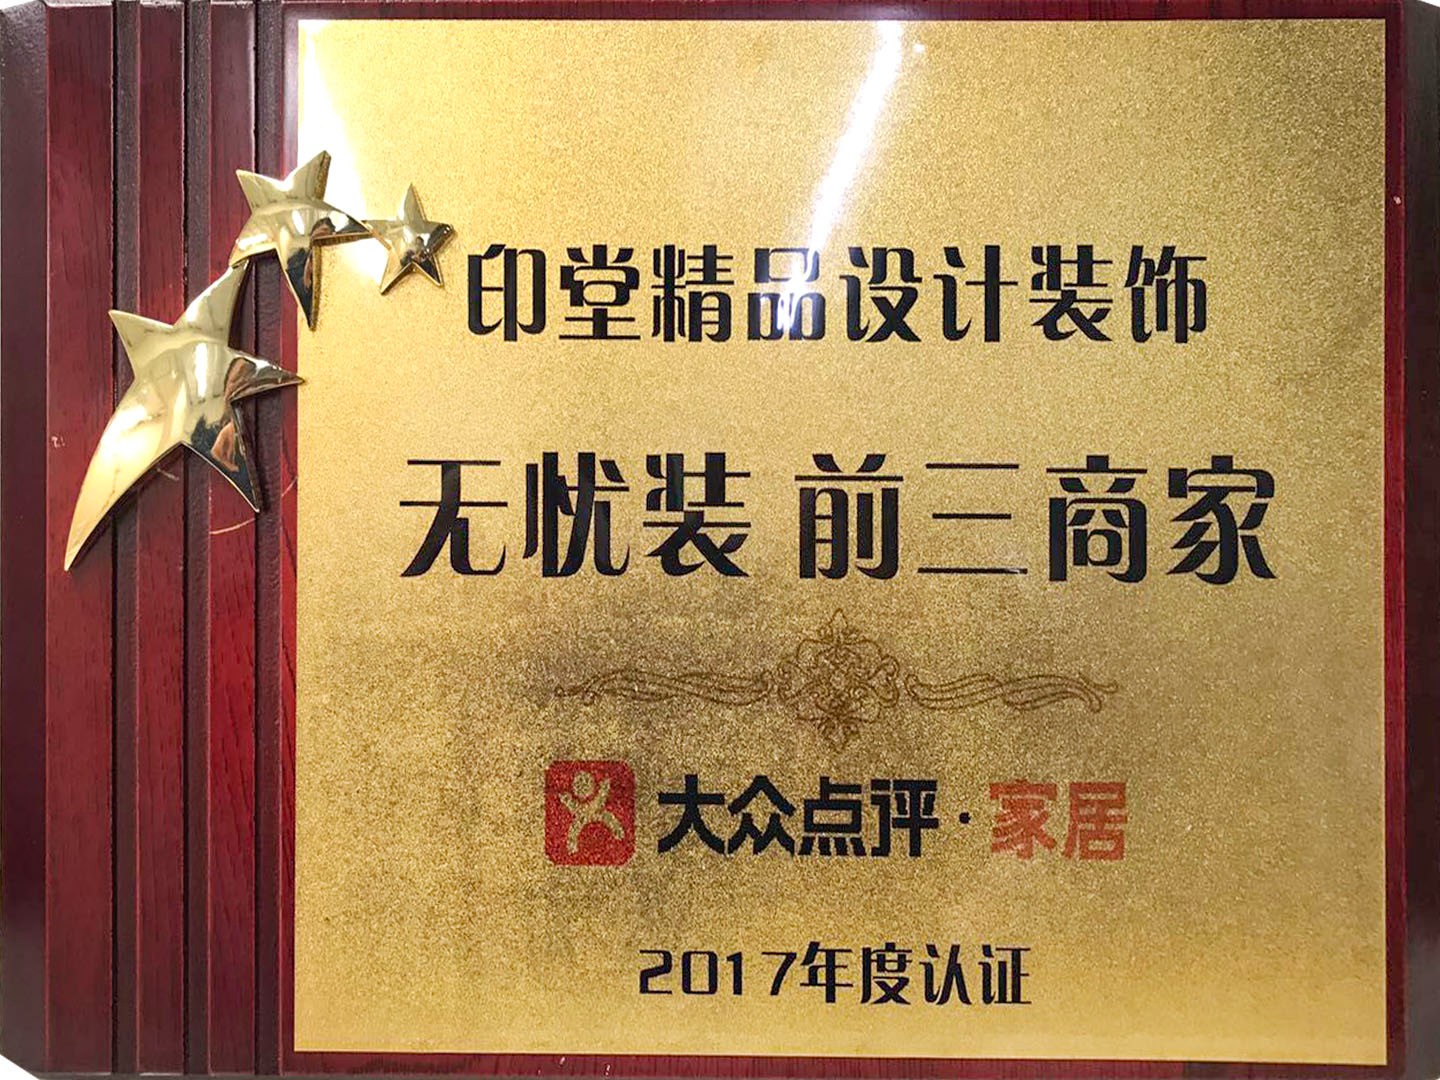 印堂精品设计装饰
无忧装 前三商家
大众点评·家居
2017年度认证